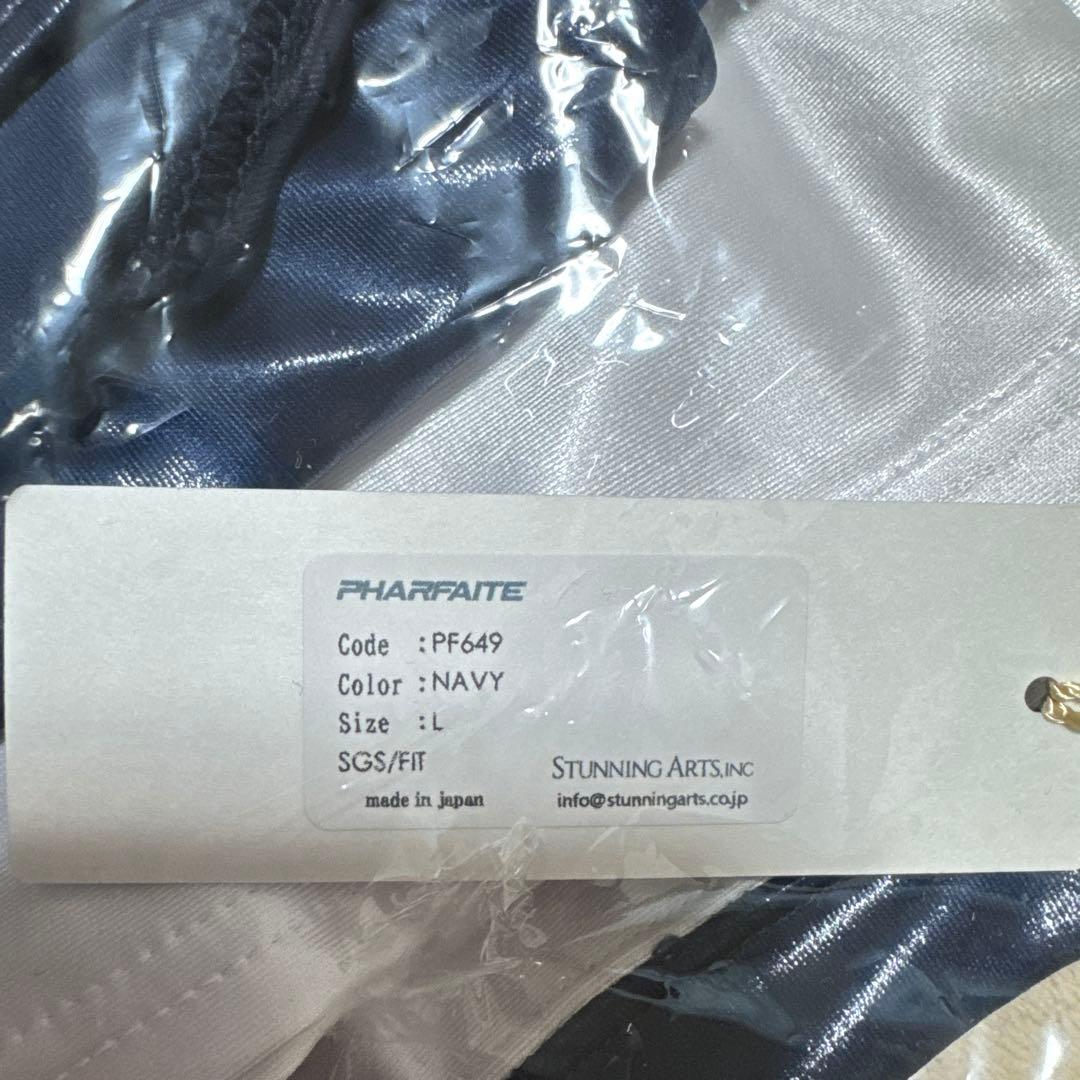 PHARFAITE
Code :PF649
Color :NAVY
Size :L
SGS/FIT
STUNNING ARTS,INC
made in japan
info@stunningarts.co.jp